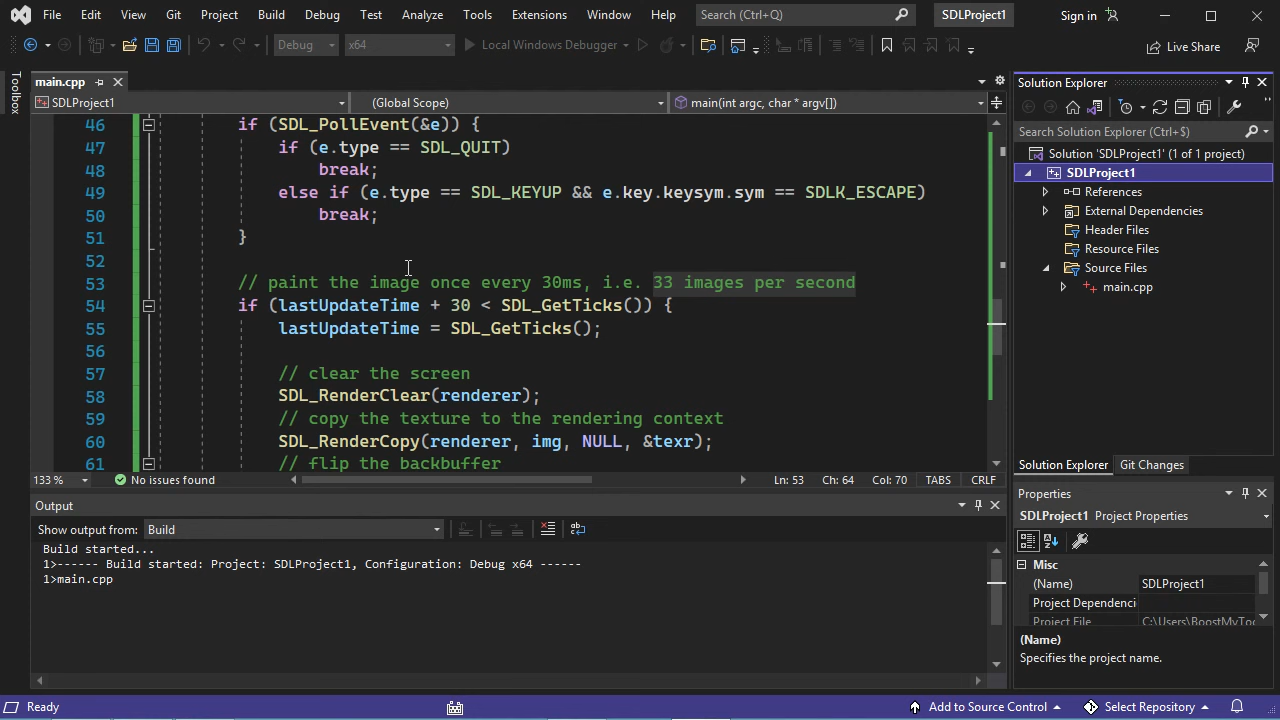 File Edit View Git Project Build Debug Test Analyze Tools Extensions Window Help Search (Ctrl+Q) SDLProject1 Sign in
Debug x64 Local Windows Debugger Live Share
Toolbox
main.cpp
SDLProject1 (Global Scope) main(int argc, char * argv[])
46 if (SDL_PollEvent(&e)) {
47 if (e.type == SDL_QUIT)
48 break;
49 else if (e.type == SDL_KEYUP && e.key.keysym.sym == SDLK_ESCAPE)
50 break;
51 }
52
53 // paint the image once every 30ms, i.e. 33 images per second
54 if (lastUpdateTime + 30 < SDL_GetTicks()) {
55 lastUpdateTime = SDL_GetTicks();
56
57 // clear the screen
58 SDL_RenderClear(renderer);
59 // copy the texture to the rendering context
60 SDL_RenderCopy(renderer, img, NULL, &texr);
61 // flip the backbuffer
133 % No issues found Ln: 53 Ch: 64 Col: 70 TABS CRLF
Output
Show output from: Build
Build started...
1>------ Build started: Project: SDLProject1, Configuration: Debug x64 ------
1>main.cpp
Solution Explorer
Search Solution Explorer (Ctrl+$)
Solution 'SDLProject1' (1 of 1 project)
SDLProject1
References
External Dependencies
Header Files
Resource Files
Source Files
main.cpp
Solution Explorer Git Changes
Properties
SDLProject1 Project Properties
Misc
(Name) SDLProject1
Project Dependenci
Project File C:\Users\BoostMyToo
(Name)
Specifies the project name.
Ready Add to Source Control Select Repository